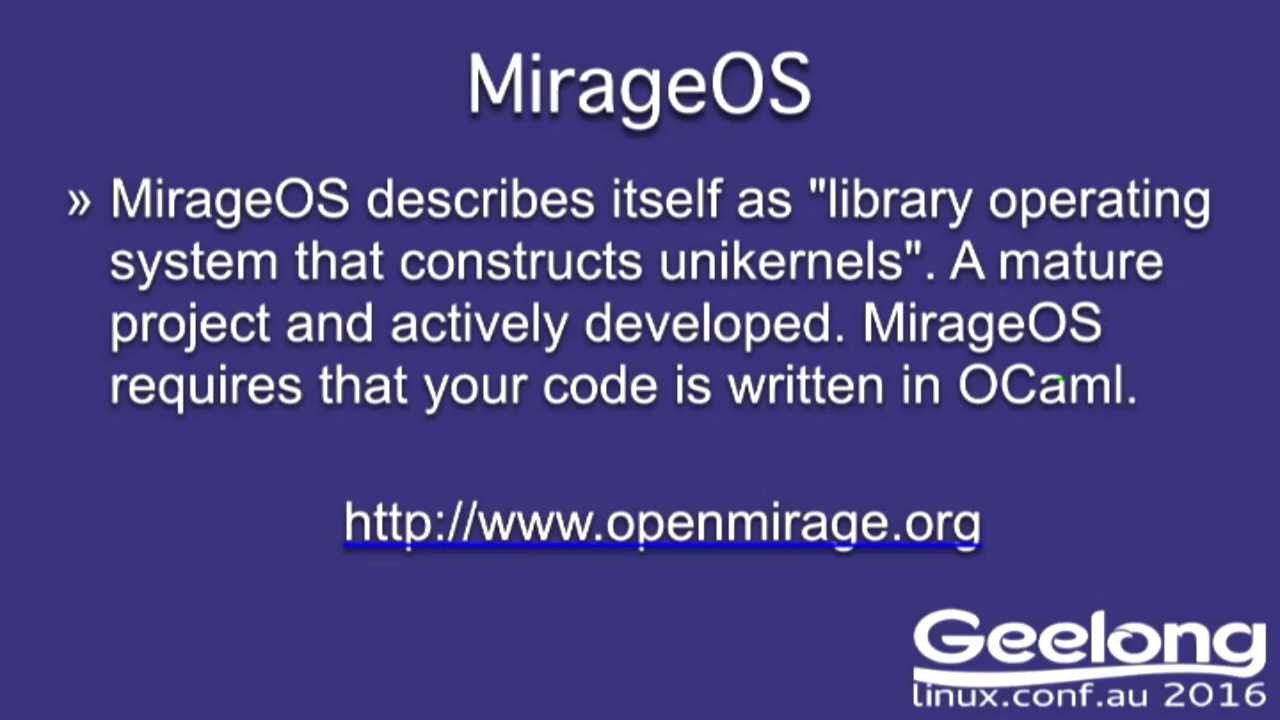 MirageOS
» MirageOS describes itself as "library operating
system that constructs unikernels". A mature
project and actively developed. MirageOS
requires that your code is written in OCaml.
http://www.openmirage.org
Geelong
linux.conf.au 2016